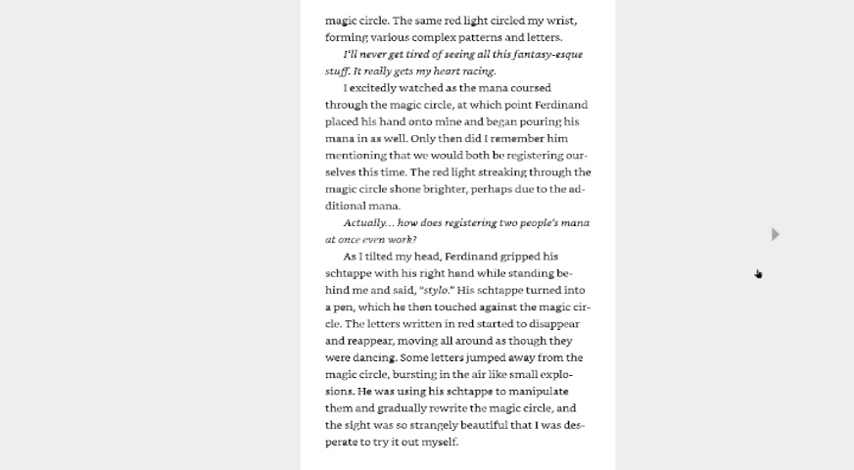 magic circle. The same red light circled my wrist,
forming various complex patterns and letters.
I'll never get tired of seeing all this fantasy-esque
stuff. It really gets my heart racing.
I excitedly watched as the mana coursed
through the magic circle, at which point Ferdinand
placed his hand onto mine and began pouring his
mana in as well. Only then did I remember him
mentioning that we would both be registering our-
selves this time. The red light streaking through the
magic circle shone brighter, perhaps due to the ad-
ditional mana.
Actually... how does registering two people's mana
at once even work?
As I tilted my head, Ferdinand gripped his
schtappe with his right hand while standing be-
hind me and said, “stylo.” His schtappe turned into
a pen, which he then touched against the magic cir-
cle. The letters written in red started to disappear
and reappear, moving all around as though they
were dancing. Some letters jumped away from the
magic circle, bursting in the air like small explo-
sions. He was using his schtappe to manipulate
them and gradually rewrite the magic circle, and
the sight was so strangely beautiful that I was des-
perate to try it out myself.